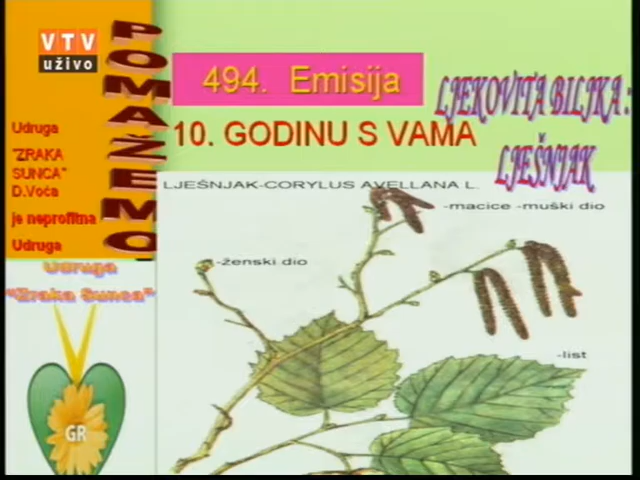 VTV
uživo
POMAŽEMO
494. Emisija
10. GODINU S VAMA
LJEKOVITA BILJKA :
LJEŠNJAK
Udruga
"ZRAKA
SUNCA"
D.Voća
je neprofitna
Udruga
Udruga
"Zraka Sunca"
GR
LJEŠNJAK-CORYLUS AVELLANA L.
-macice -muški dio
-ženski dio
-list